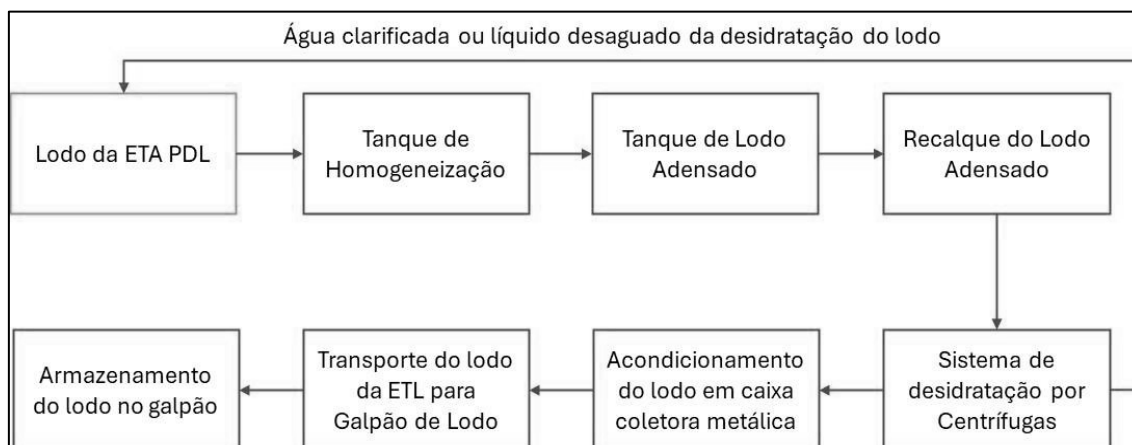 Água clarificada ou líquido desaguado da desidratação do lodo
Lodo da ETA PDL
Tanque de
Homogeneização
Tanque de Lodo
Adensado
Recalque do Lodo
Adensado
Armazenamento
do lodo no galpão
Transporte do lodo
da ETL para
Galpão de Lodo
Acondicionamento
do lodo em caixa
coletora metálica
Sistema de
desidratação por
Centrífugas